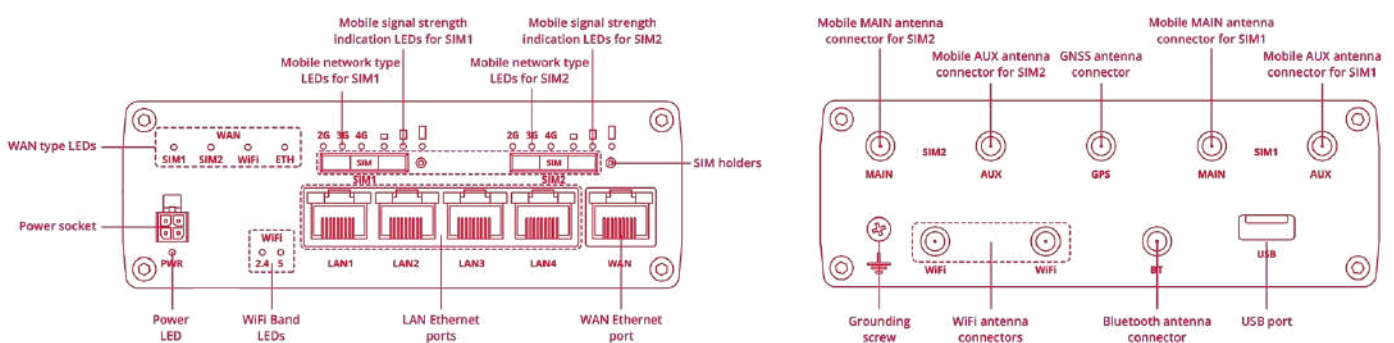 Mobile signal strength
indication LEDs for SIM1
Mobile signal strength
indication LEDs for SIM2
Mobile network type
LEDs for SIM1
Mobile network type
LEDs for SIM2
WAN type LEDs
WAN
SIM1 SIM2 WiFi ETH
2G 3G 4G
2G 3G 4G
SIM
SIM
SIM1
SIM2
SIM holders
Power socket
PWR
WiFi
2.4 5
LAN1 LAN2 LAN3 LAN4 WAN
Power
LED
WiFi Band
LEDs
LAN Ethernet
ports
WAN Ethernet
port
Mobile MAIN antenna
connector for SIM2
Mobile AUX antenna
connector for SIM2
GNSS antenna
connector
Mobile MAIN antenna
connector for SIM1
Mobile AUX antenna
connector for SIM1
SIM2
SIM1
MAIN AUX GPS MAIN AUX
WiFi WiFi BT USB
Grounding
screw
WiFi antenna
connectors
Bluetooth antenna
connector
USB port